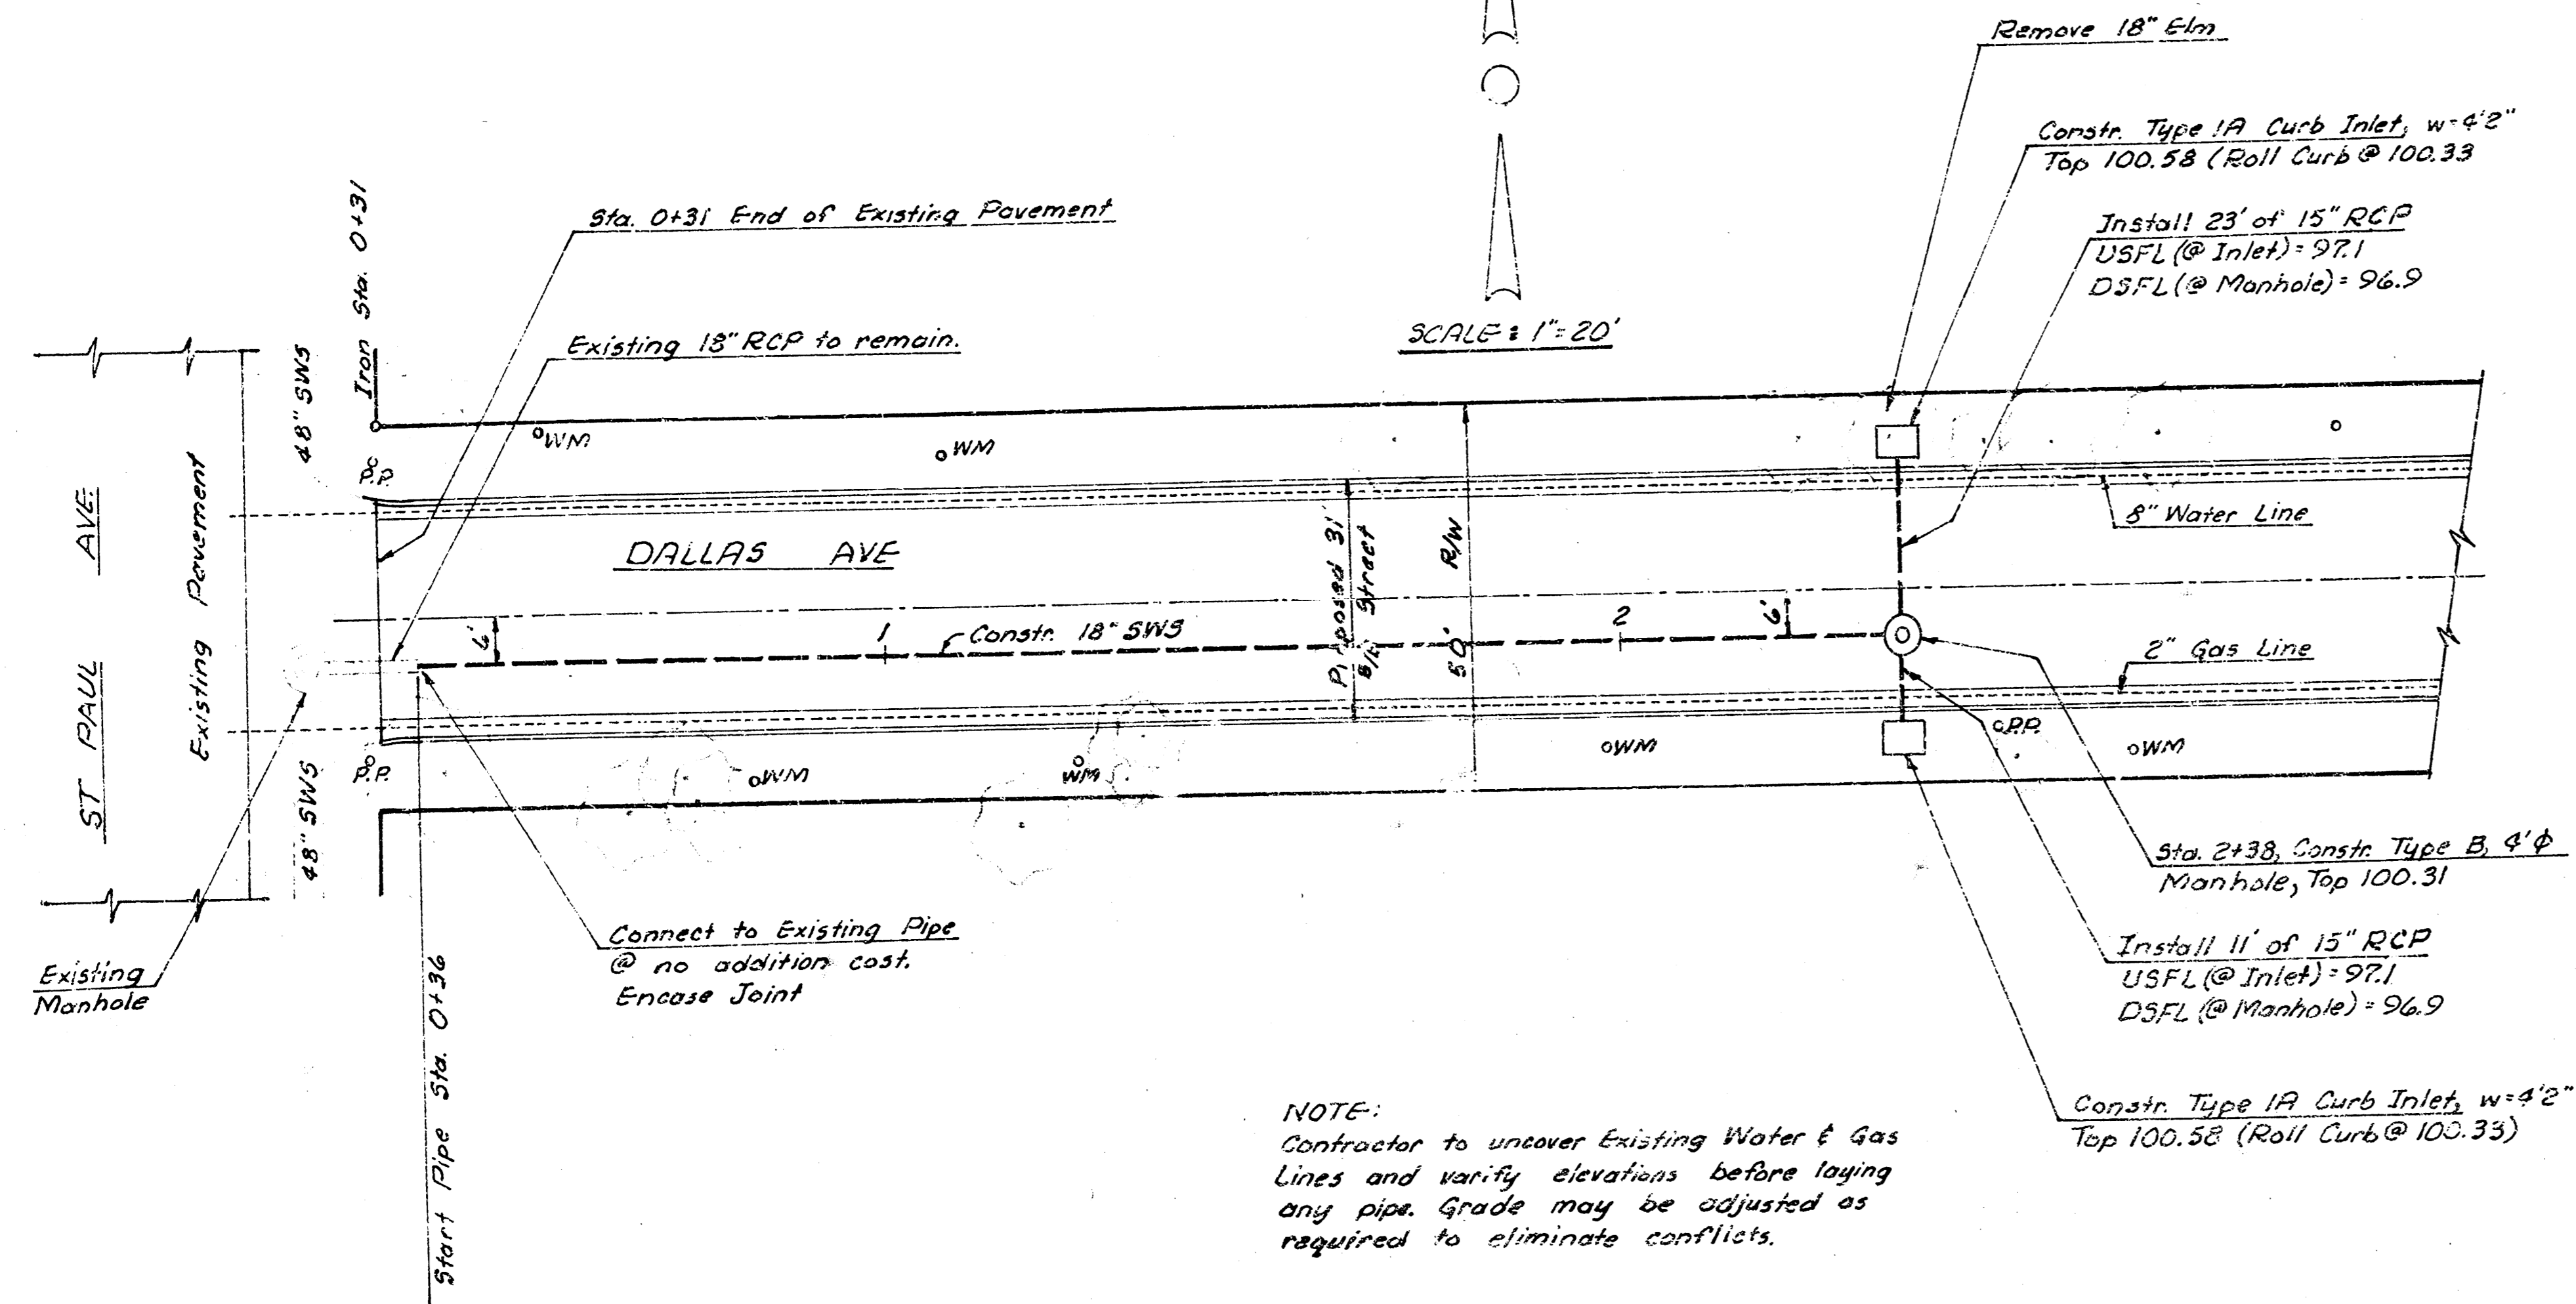 Remove 18" Elm
Constr. Type 1A Curb Inlet, w=4'2"
Top 100.58 (Roll Curb @ 100.33
Install 23' of 15" RCP
USFL (@ Inlet) = 97.1
DSFL (@ Manhole) = 96.9
Sta. 0+31 End of Existing Pavement
Iron Sta. 0+31
Existing 18" RCP to remain.
SCALE : 1"=20'
48" SWS
WM
WM
P.P.
8" Water Line
ST PAUL AVE.
Existing Pavement
DALLAS AVE
Proposed 31'
B/B Street
50' R/W
6'
1
Constr. 18" SWS
2
6'
2" Gas Line
P.P.
WM
WM
WM
P.P.
WM
48" SWS
Sta. 2+38, Constr. Type B, 4'ϕ
Manhole, Top 100.31
Connect to Existing Pipe
@ no addition cost.
Encase Joint
Existing
Manhole
Start Pipe Sta. 0+36
Install 11' of 15" RCP
USFL (@ Inlet) = 97.1
DSFL (@ Manhole) = 96.9
Constr. Type 1A Curb Inlet, w=4'2"
Top 100.58 (Roll Curb @ 100.33)
NOTE:
Contractor to uncover Existing Water & Gas
Lines and varify elevations before laying
any pipe. Grade may be adjusted as
required to eliminate conflicts.